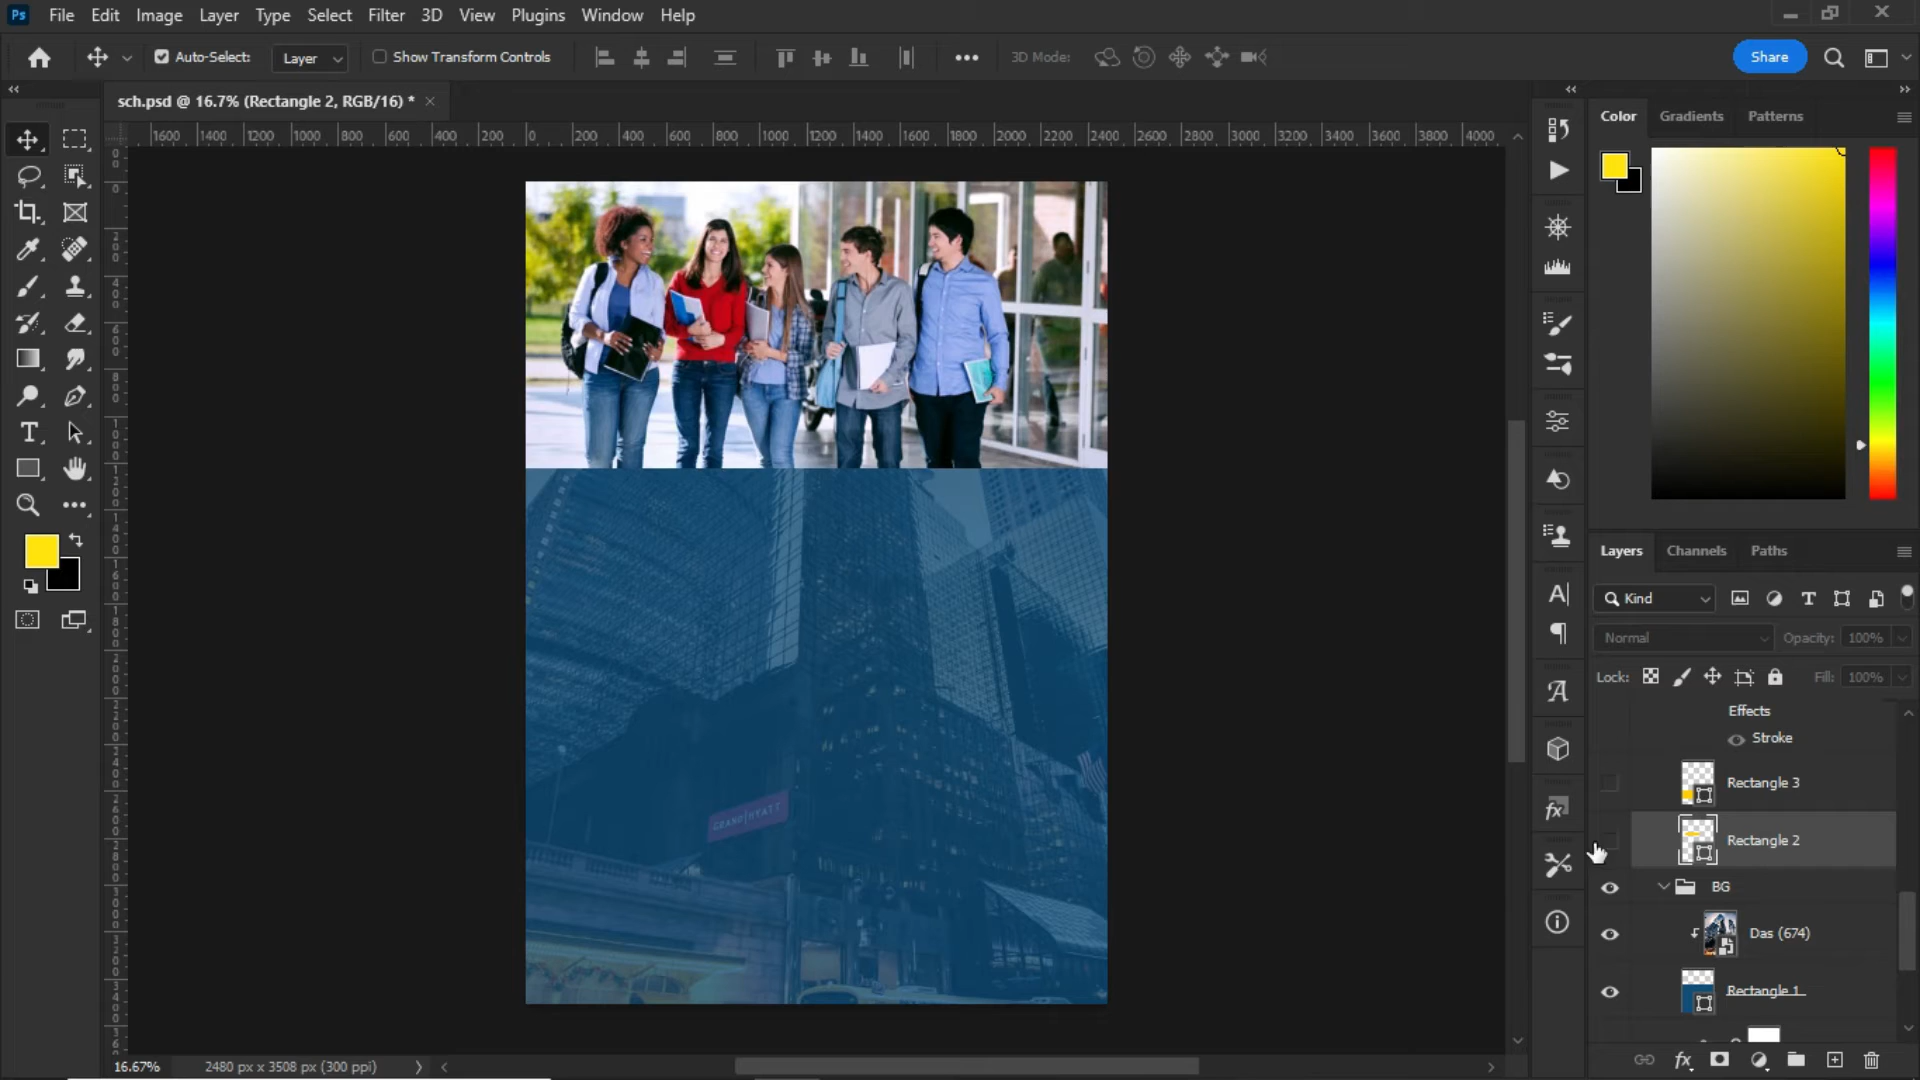 Ps File Edit Image Layer Type Select Filter 3D View Plugins Window Help
Auto-Select: Layer Show Transform Controls 3D Mode: Share
sch.psd @ 16.7% (Rectangle 2, RGB/16) *
1600 1400 1200 1000 800 600 400 200 0 200 400 600 800 1000 1200 1400 1600 1800 2000 2200 2400 2600 2800 3000 3200 3400 3600 3800 4000
Color Gradients Patterns
Layers Channels Paths
Kind
Normal Opacity: 100%
Lock: Fill: 100%
Effects
Stroke
Rectangle 3
Rectangle 2
BG
Das (674)
Rectangle 1
GRAND HYATT
16.67% 2480 px x 3508 px (300 ppi)